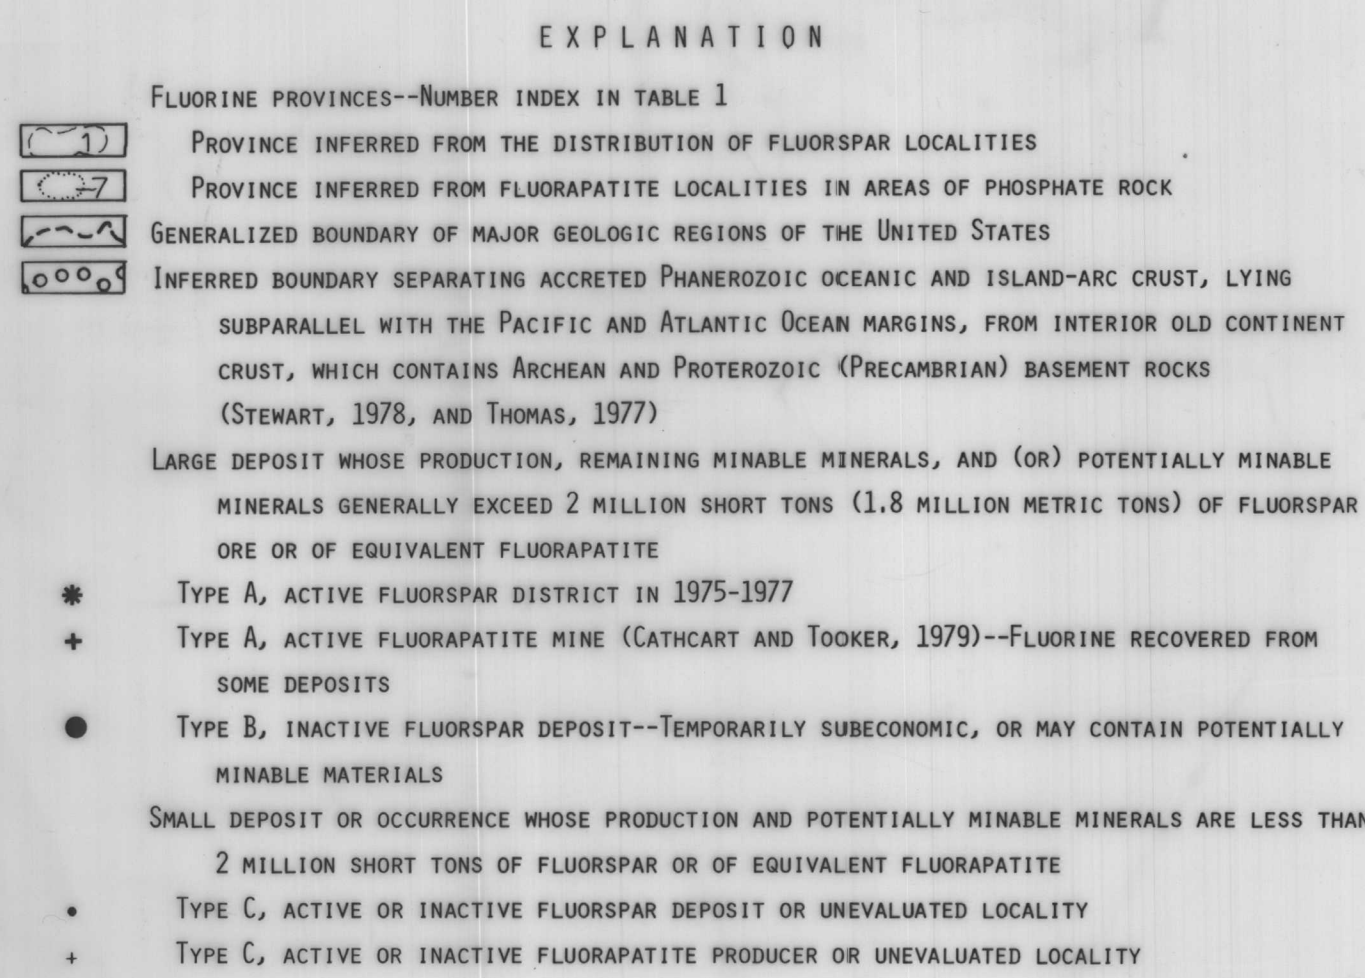 EXPLANATION
FLUORINE PROVINCES--NUMBER INDEX IN TABLE 1
1 PROVINCE INFERRED FROM THE DISTRIBUTION OF FLUORSPAR LOCALITIES
7 PROVINCE INFERRED FROM FLUORAPATITE LOCALITIES IN AREAS OF PHOSPHATE ROCK
GENERALIZED BOUNDARY OF MAJOR GEOLOGIC REGIONS OF THE UNITED STATES
INFERRED BOUNDARY SEPARATING ACCRETED PHANEROZOIC OCEANIC AND ISLAND-ARC CRUST, LYING
SUBPARALLEL WITH THE PACIFIC AND ATLANTIC OCEAN MARGINS, FROM INTERIOR OLD CONTINENT
CRUST, WHICH CONTAINS ARCHEAN AND PROTEROZOIC (PRECAMBRIAN) BASEMENT ROCKS
(STEWART, 1978, AND THOMAS, 1977)
LARGE DEPOSIT WHOSE PRODUCTION, REMAINING MINABLE MINERALS, AND (OR) POTENTIALLY MINABLE
MINERALS GENERALLY EXCEED 2 MILLION SHORT TONS (1.8 MILLION METRIC TONS) OF FLUORSPAR
ORE OR OF EQUIVALENT FLUORAPATITE
TYPE A, ACTIVE FLUORSPAR DISTRICT IN 1975-1977
TYPE A, ACTIVE FLUORAPATITE MINE (CATHCART AND TOOKER, 1979)--FLUORINE RECOVERED FROM
SOME DEPOSITS
TYPE B, INACTIVE FLUORSPAR DEPOSIT--TEMPORARILY SUBECONOMIC, OR MAY CONTAIN POTENTIALLY
MINABLE MATERIALS
SMALL DEPOSIT OR OCCURRENCE WHOSE PRODUCTION AND POTENTIALLY MINABLE MINERALS ARE LESS THAN
2 MILLION SHORT TONS OF FLUORSPAR OR OF EQUIVALENT FLUORAPATITE
TYPE C, ACTIVE OR INACTIVE FLUORSPAR DEPOSIT OR UNEVALUATED LOCALITY
TYPE C, ACTIVE OR INACTIVE FLUORAPATITE PRODUCER OR UNEVALUATED LOCALITY